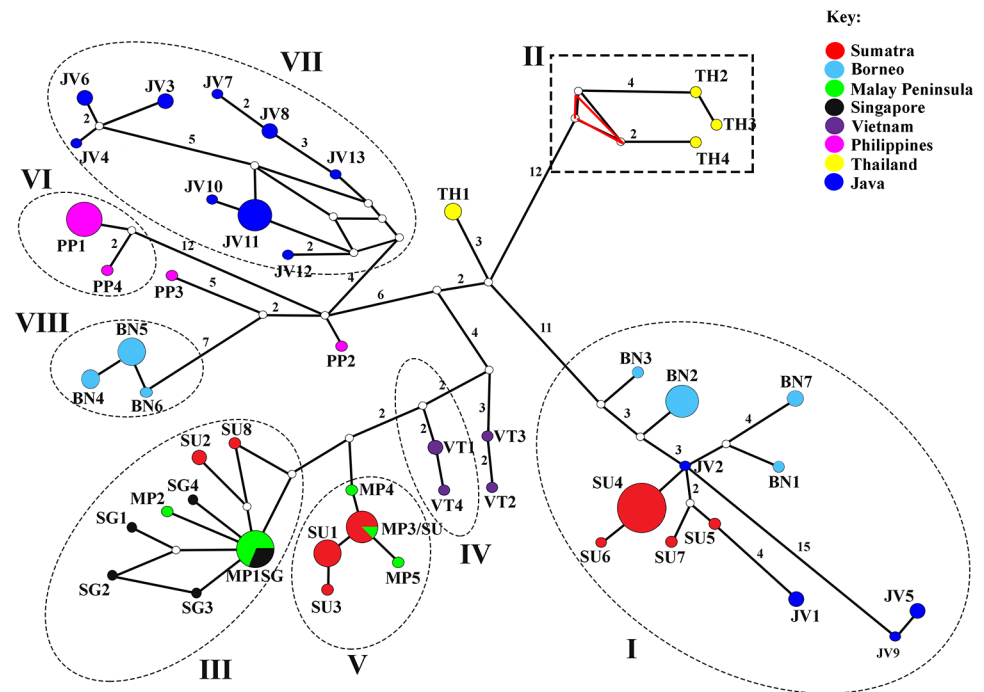 Key:
Sumatra
Borneo
Malay Peninsula
Singapore
Vietnam
Philippines
Thailand
Java
VII
JV6
JV3
JV7
2
JV8
2
JV4
5
3
JV13
JV10
JV11
2
JV12
4
II
4
TH2
TH3
2
TH4
12
TH1
3
VI
PP1
2
PP4
12
PP3
5
2
6
2
PP2
VIII
BN5
BN4
BN6
7
11
4
2
2
3
2
VT1
VT3
2
VT4
VT2
IV
III
SU2
SU8
SG4
MP2
SG1
SG2
SG3
MP1SG
MP4
SU1
MP3/SU
MP5
SU3
V
BN3
BN2
BN7
3
4
3
JV2
BN1
SU4
2
SU6
SU7
SU5
4
15
JV1
JV5
JV9
I